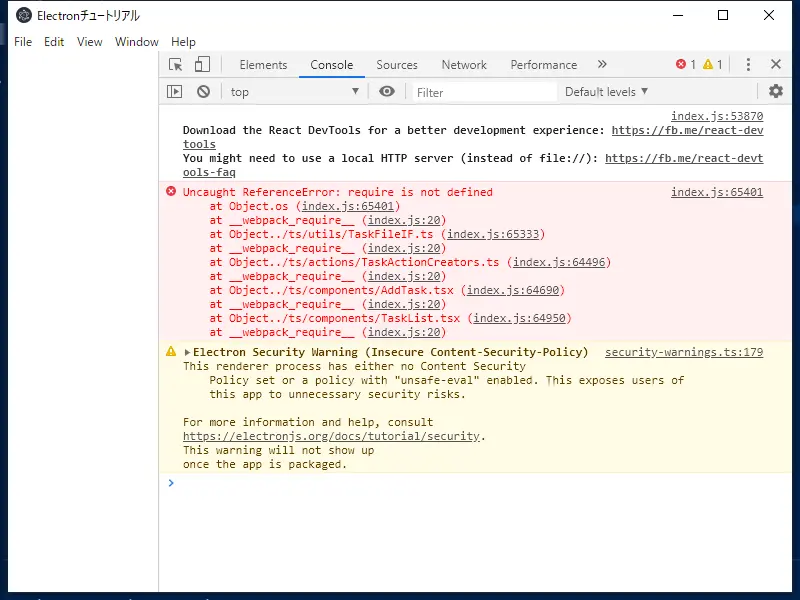 Electronチュートリアル
File Edit View Window Help
Elements Console Sources Network Performance » 1 1
top Filter Default levels ▼
index.js:53870
Download the React DevTools for a better development experience: https://fb.me/react-dev
tools
You might need to use a local HTTP server (instead of file://): https://fb.me/react-devt
ools-faq
Uncaught ReferenceError: require is not defined index.js:65401
at Object.os (index.js:65401)
at __webpack_require__ (index.js:20)
at Object../ts/utils/TaskFileIF.ts (index.js:65333)
at __webpack_require__ (index.js:20)
at Object../ts/actions/TaskActionCreators.ts (index.js:64496)
at __webpack_require__ (index.js:20)
at Object../ts/components/AddTask.tsx (index.js:64690)
at __webpack_require__ (index.js:20)
at Object../ts/components/TaskList.tsx (index.js:64950)
at __webpack_require__ (index.js:20)
▶Electron Security Warning (Insecure Content-Security-Policy) security-warnings.ts:179
This renderer process has either no Content Security
Policy set or a policy with "unsafe-eval" enabled. This exposes users of
this app to unnecessary security risks.
For more information and help, consult
https://electronjs.org/docs/tutorial/security.
This warning will not show up
once the app is packaged.